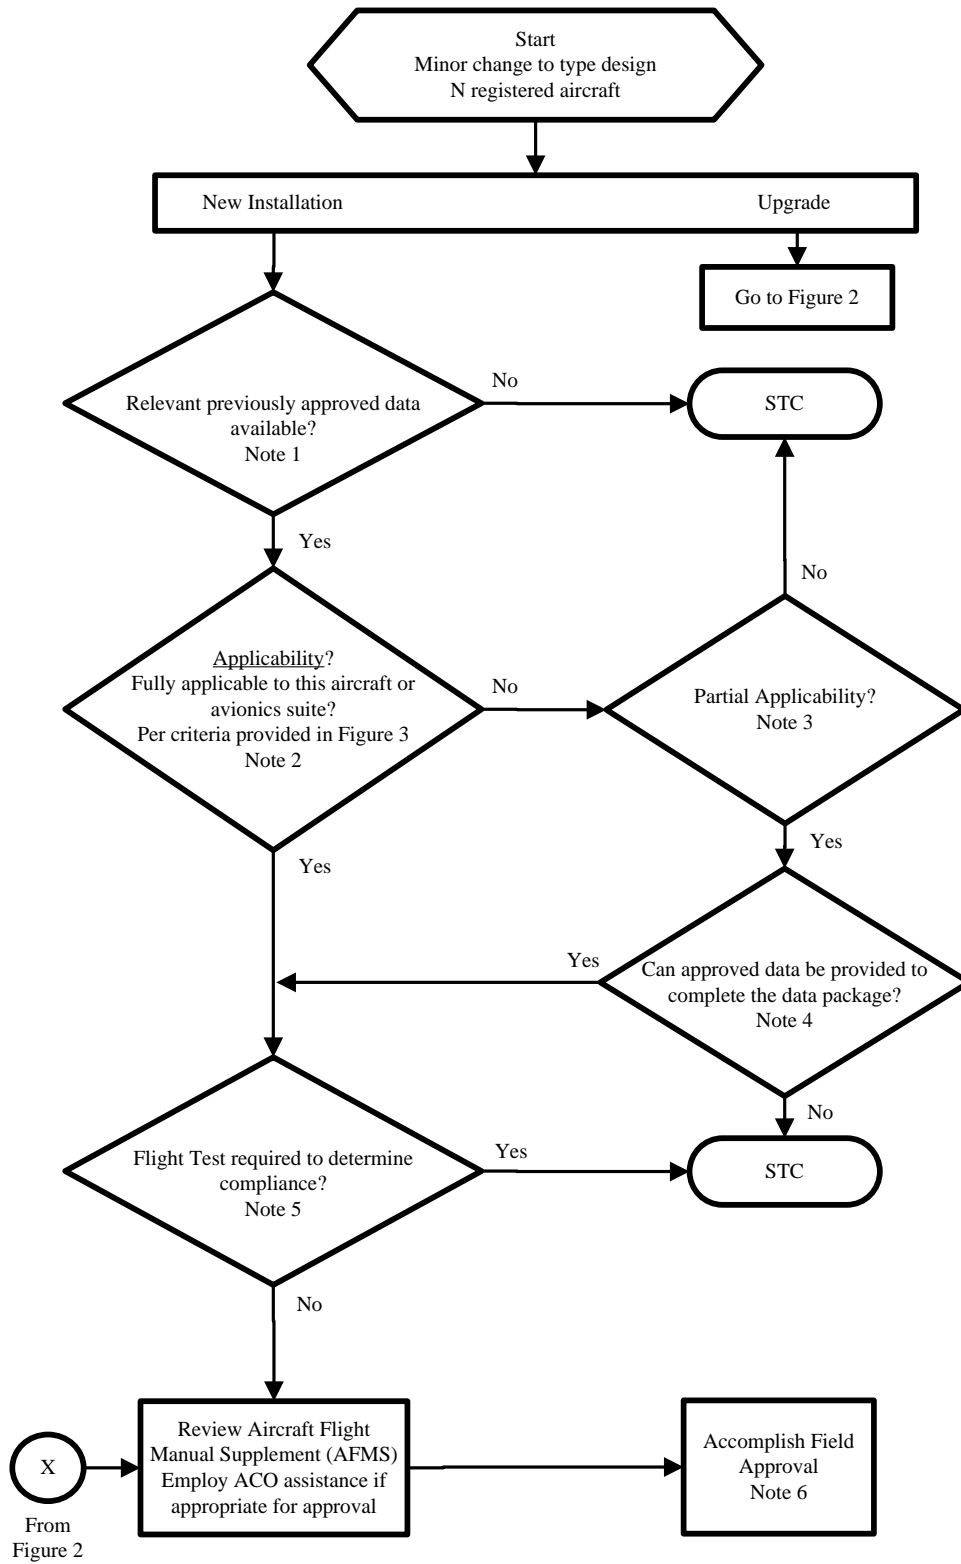 Start
Minor change to type design
N registered aircraft
New Installation
Upgrade
Go to Figure 2
Relevant previously approved data
available?
Note 1
No
STC
Yes
No
Applicability?
Fully applicable to this aircraft or
avionics suite?
Per criteria provided in Figure 3
Note 2
No
Partial Applicability?
Note 3
Yes
Yes
Yes
Can approved data be provided to
complete the data package?
Note 4
No
Flight Test required to determine
compliance?
Note 5
Yes
STC
No
X
From
Figure 2
Review Aircraft Flight
Manual Supplement (AFMS)
Employ ACO assistance if
appropriate for approval
Accomplish Field
Approval
Note 6